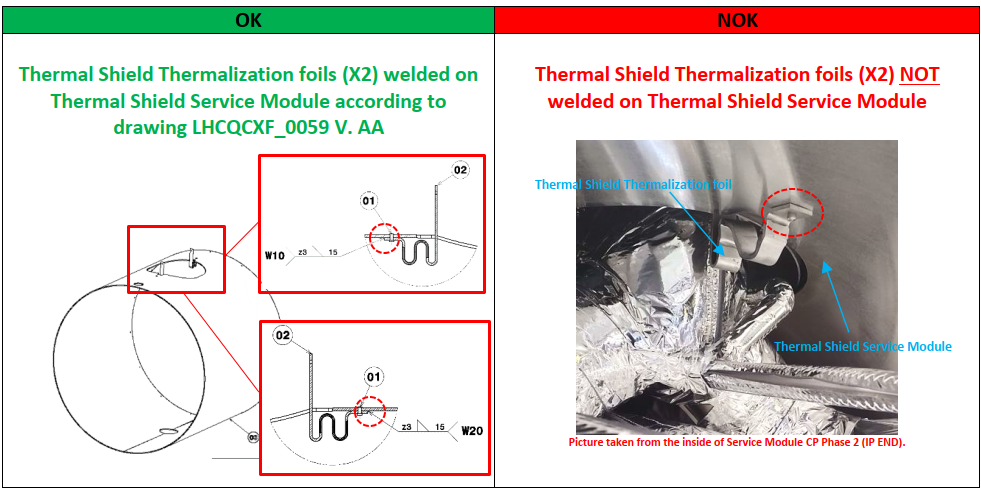 OK
NOK
Thermal Shield Thermalization foils (X2) welded on
Thermal Shield Service Module according to
drawing LHCQCXF_0059 V. AA
Thermal Shield Thermalization foils (X2) NOT
welded on Thermal Shield Service Module
02
01
W10
z3
15
02
01
z3
15
W20
03
Thermal Shield Thermalization foil
Thermal Shield Service Module
Picture taken from the inside of Service Module CP Phase 2 (IP END).